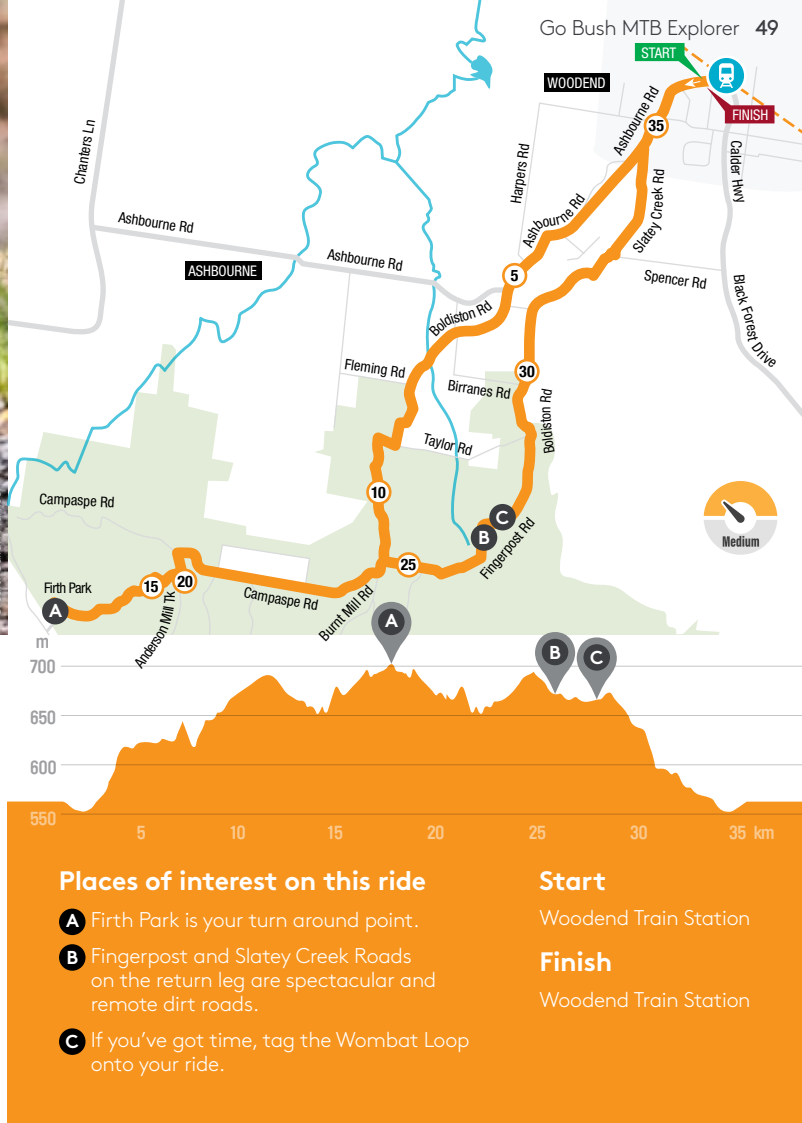 Go Bush MTB Explorer 49
START
WOODEND
FINISH
Ashbourne Rd
35
Chanters Ln
Harpers Rd
Calder Hwy
Ashbourne Rd
Slatey Creek Rd
Ashbourne Rd
Ashbourne Rd
ASHBOURNE
5
Spencer Rd
Black Forest Drive
Boldiston Rd
Fleming Rd
30
Birranes Rd
Boldiston Rd
Taylor Rd
10
Campaspe Rd
C
B
Fingerpost Rd
Medium
25
Firth Park
15
20
A
Campaspe Rd
Burnt Mill Rd
Anderson Mill Tk
m
A
B
C
700
650
600
550
5 10 15 20 25 30 35 km
Places of interest on this ride
A Firth Park is your turn around point.
B Fingerpost and Slatey Creek Roads
on the return leg are spectacular and
remote dirt roads.
C If you’ve got time, tag the Wombat Loop
onto your ride.
Start
Woodend Train Station
Finish
Woodend Train Station